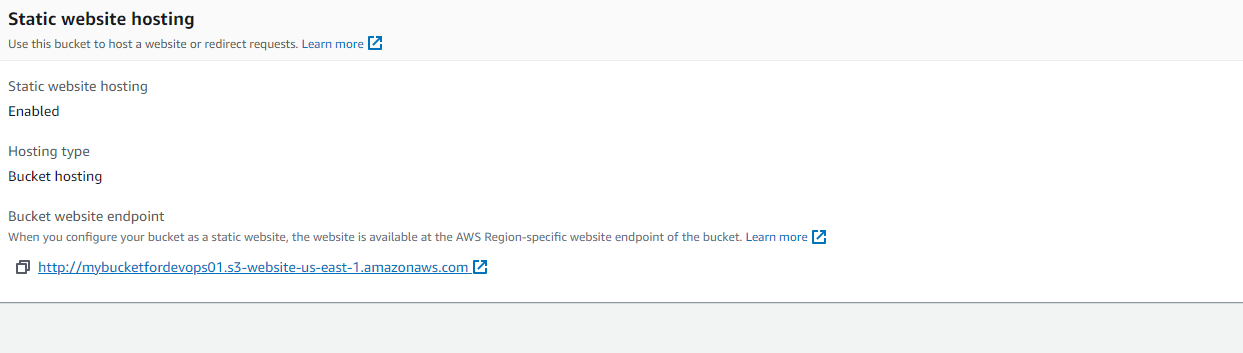 Static website hosting
Use this bucket to host a website or redirect requests. Learn more
Static website hosting
Enabled
Hosting type
Bucket hosting
Bucket website endpoint
When you configure your bucket as a static website, the website is available at the AWS Region-specific website endpoint of the bucket. Learn more
http://mybucketfordevops01.s3-website-us-east-1.amazonaws.com